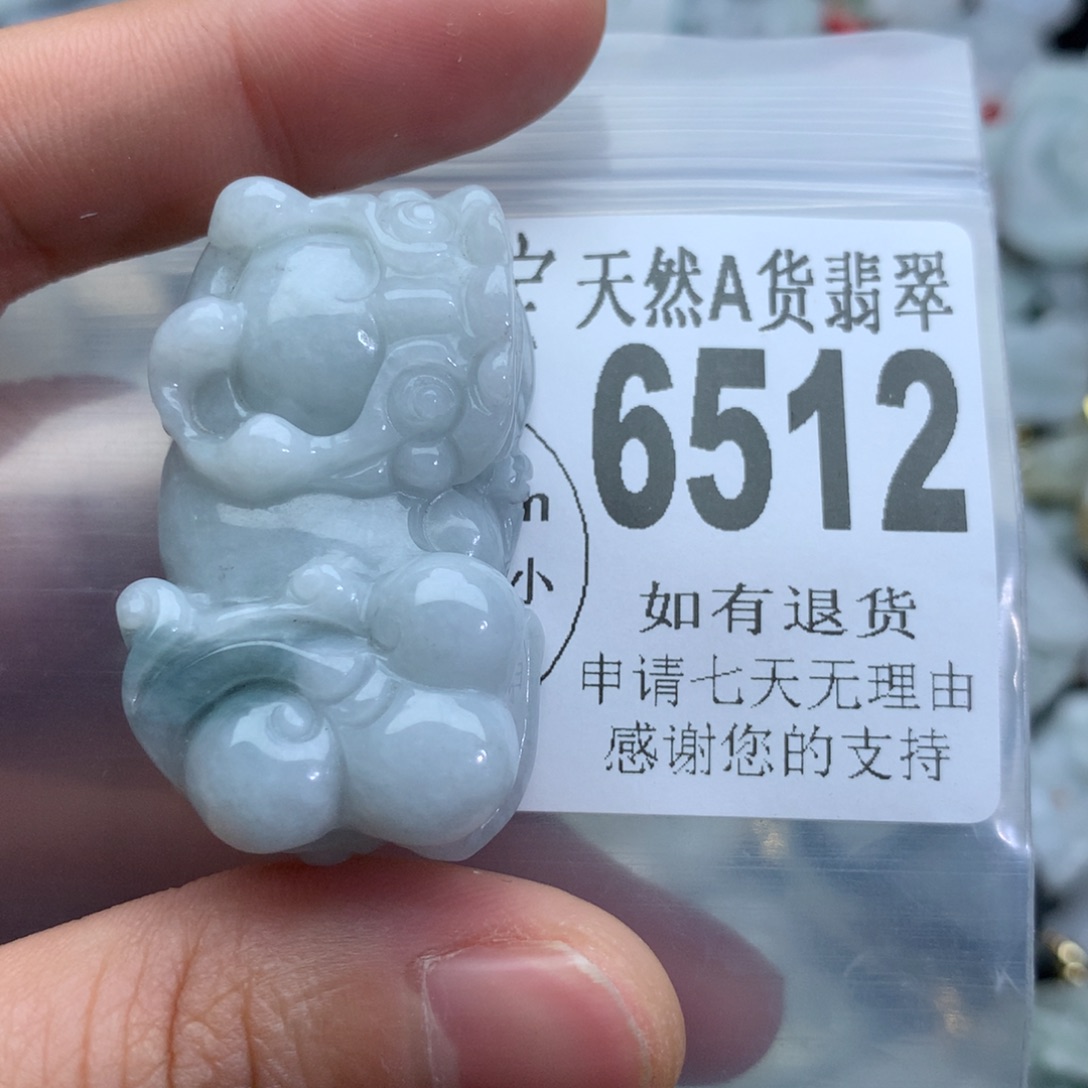 天然A货翡翠
6512
小
如有退货
申请七天无理由
感谢您的支持